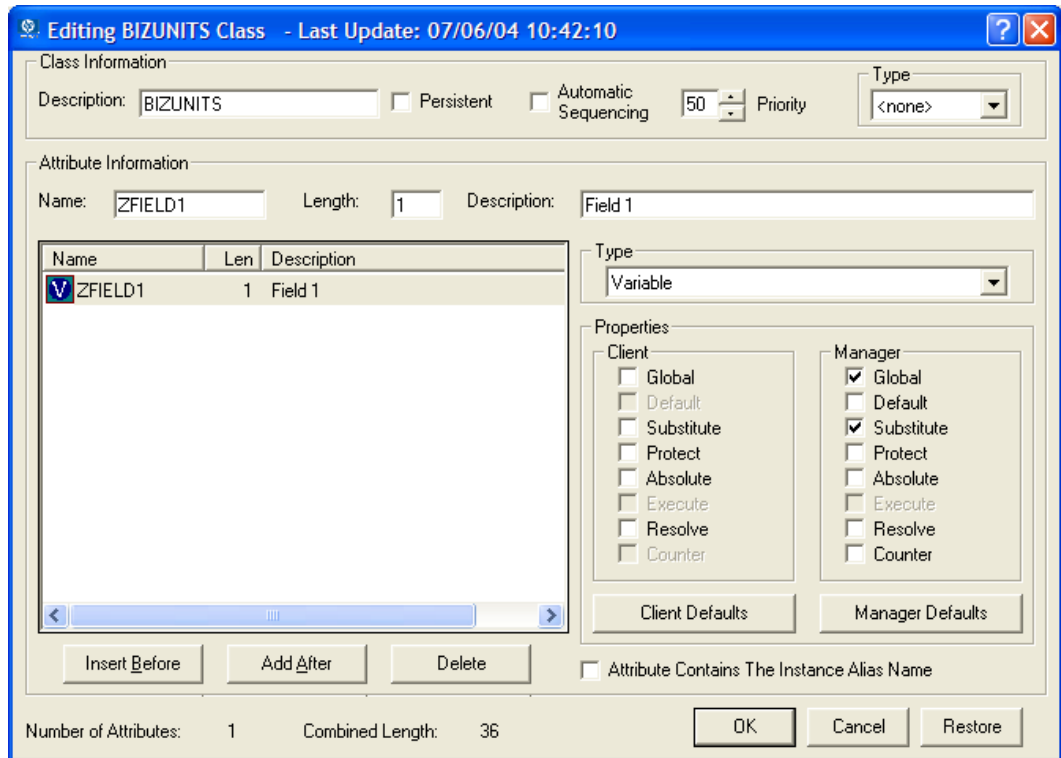 Editing BIZUNITS Class - Last Update: 07/06/04 10:42:10
Class Information
Description: BIZUNITS
Persistent
Automatic Sequencing
50 Priority
Type
<none>
Attribute Information
Name: ZFIELD1 Length: 1 Description: Field 1
Name Len Description
V ZFIELD1 1 Field 1
Type
Variable
Properties
Client
Global
Default
Substitute
Protect
Absolute
Execute
Resolve
Counter
Manager
Global
Default
Substitute
Protect
Absolute
Execute
Resolve
Counter
Client Defaults
Manager Defaults
Insert Before
Add After
Delete
Attribute Contains The Instance Alias Name
Number of Attributes: 1 Combined Length: 36
OK
Cancel
Restore